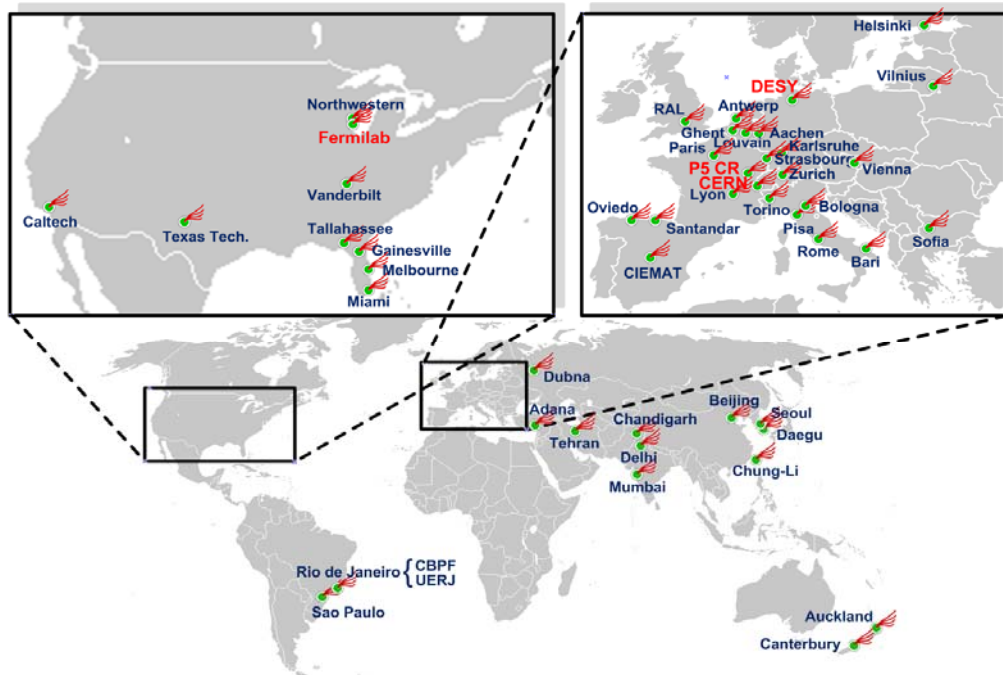 Northwestern
Fermilab
Vanderbilt
Caltech
Texas Tech.
Tallahassee
Gainesville
Melbourne
Miami
Helsinki
Vilnius
DESY
RAL
Antwerp
Ghent
Louvain
Aachen
Paris
Karlsruhe
Strasbourg
P5 CR
Zurich
Vienna
CERN
Lyon
Torino
Bologna
Oviedo
Santandar
Pisa
Sofia
Rome
Bari
CIEMAT
Dubna
Adana
Tehran
Chandigarh
Delhi
Mumbai
Beijing
Seoul
Daegu
Chung-Li
Rio de Janeiro { CBPF
UERJ
Sao Paulo
Auckland
Canterbury